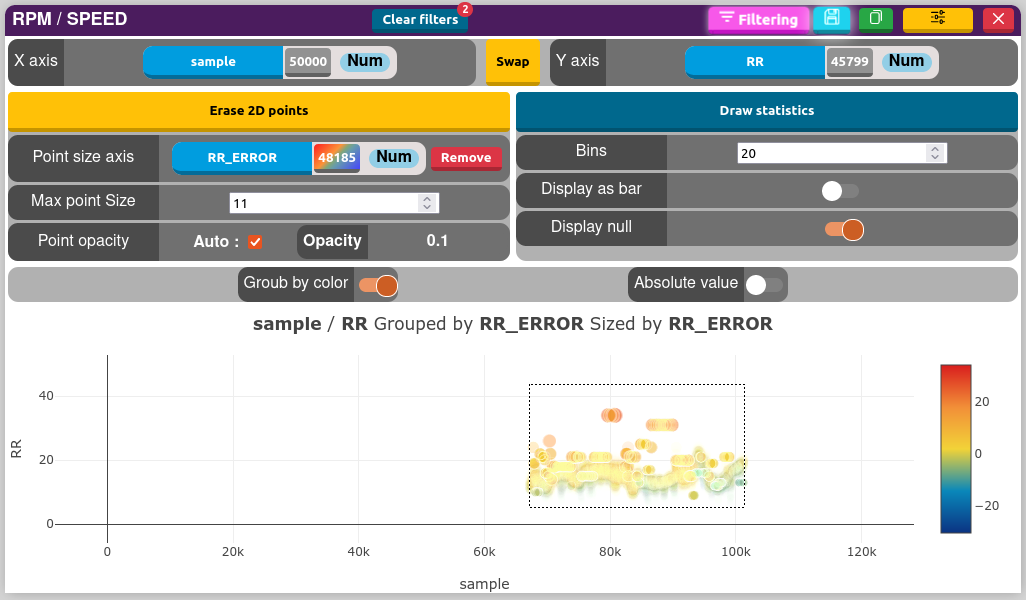 RPM / SPEED
Clear filters
2
Filtering
X axis
sample
50000
Num
Swap
Y axis
RR
45799
Num
Erase 2D points
Draw statistics
Point size axis
RR_ERROR
48185
Num
Remove
Max point Size
11
Point opacity
Auto :
Opacity
0.1
Bins
20
Display as bar
Display null
Groub by color
Absolute value
sample / RR Grouped by RR_ERROR Sized by RR_ERROR
RR
40
20
0
0
20k
40k
60k
80k
100k
120k
sample
20
0
−20